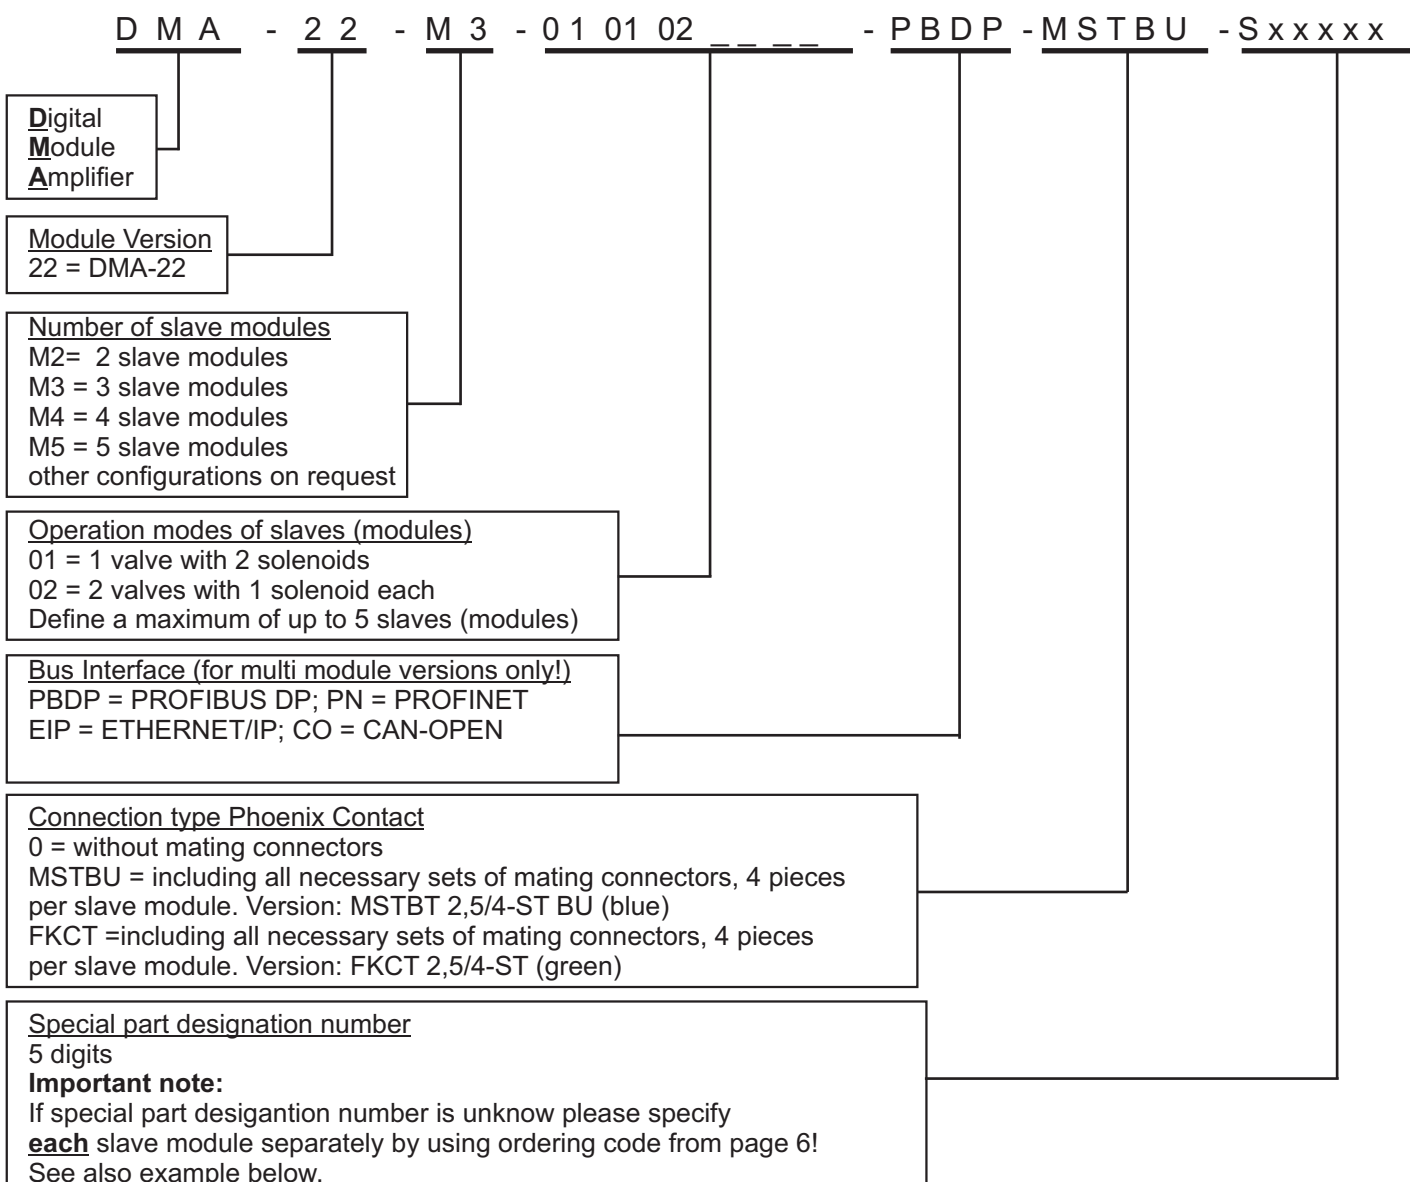 D M A - 2 2 - M 3 - 0 1 01 02 _ _ _ _ - P B D P - M S T B U - S x x x x x
Digital
Module
Amplifier
Module Version
22 = DMA-22
Number of slave modules
M2= 2 slave modules
M3 = 3 slave modules
M4 = 4 slave modules
M5 = 5 slave modules
other configurations on request
Operation modes of slaves (modules)
01 = 1 valve with 2 solenoids
02 = 2 valves with 1 solenoid each
Define a maximum of up to 5 slaves (modules)
Bus Interface (for multi module versions only!)
PBDP = PROFIBUS DP; PN = PROFINET
EIP = ETHERNET/IP; CO = CAN-OPEN
Connection type Phoenix Contact
0 = without mating connectors
MSTBU = including all necessary sets of mating connectors, 4 pieces
per slave module. Version: MSTBT 2,5/4-ST BU (blue)
FKCT =including all necessary sets of mating connectors, 4 pieces
per slave module. Version: FKCT 2,5/4-ST (green)
Special part designation number
5 digits
Important note:
If special part desigantion number is unknow please specify
each slave module separately by using ordering code from page 6!
See also example below.